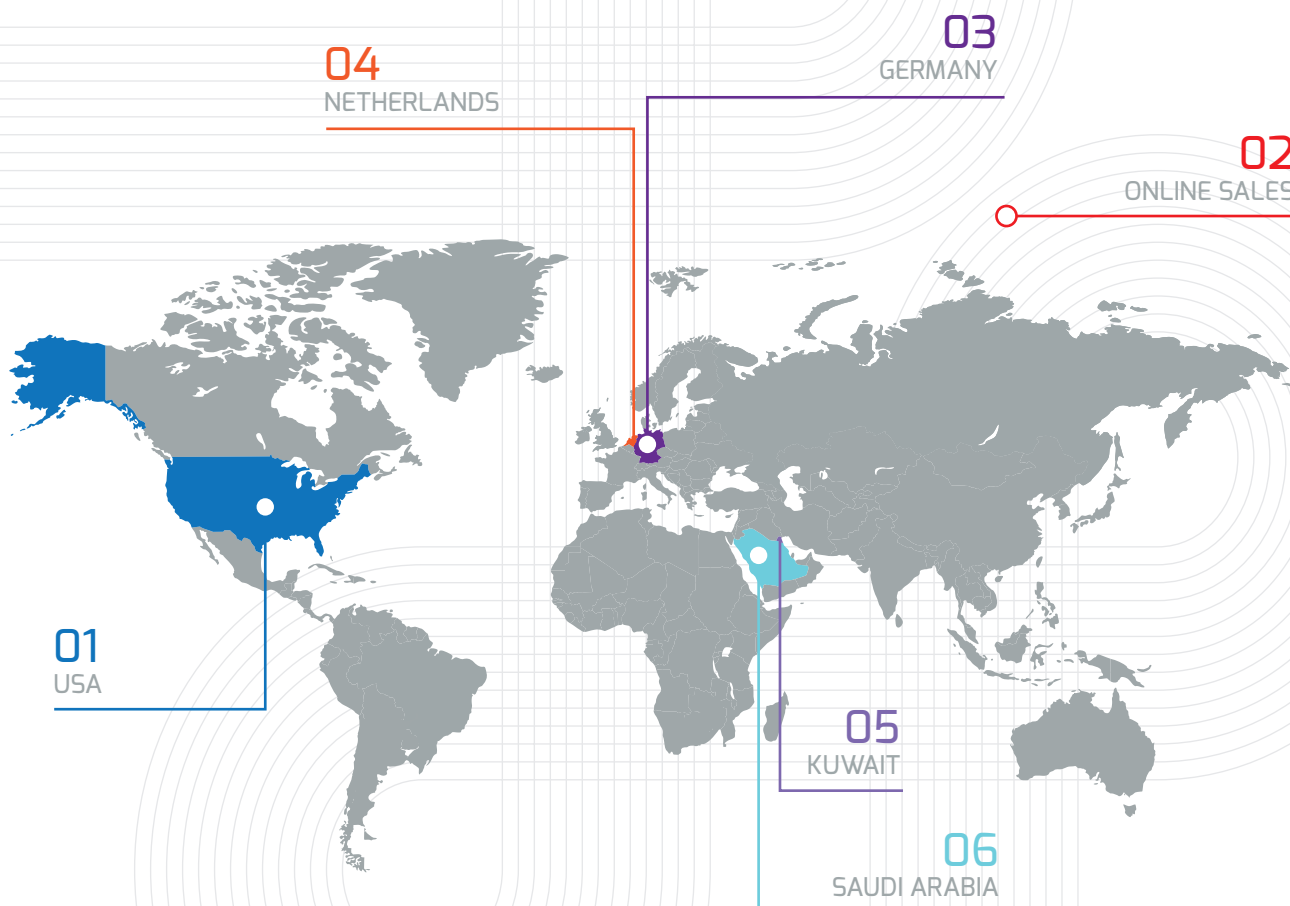 03
GERMANY
04
NETHERLANDS
02
ONLINE SALES
01
USA
05
KUWAIT
06
SAUDI ARABIA